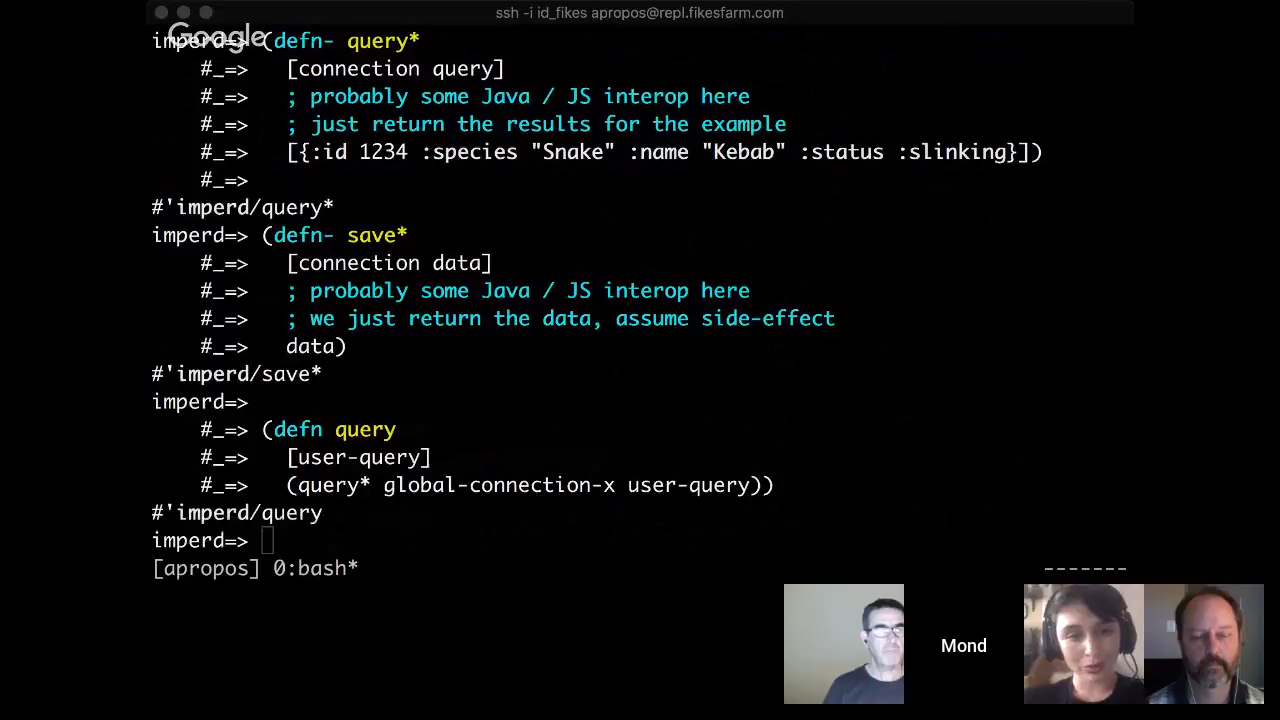 ssh -i id_fikes apropos@repl.fikesfarm.com
Google
imperd=> (defn- query*
#_=> [connection query]
#_=> ; probably some Java / JS interop here
#_=> ; just return the results for the example
#_=> [{:id 1234 :species "Snake" :name "Kebab" :status :slinking}])
#_=>
#'imperd/query*
imperd=> (defn- save*
#_=> [connection data]
#_=> ; probably some Java / JS interop here
#_=> ; we just return the data, assume side-effect
#_=> data)
#'imperd/save*
imperd=>
#_=> (defn query
#_=> [user-query]
#_=> (query* global-connection-x user-query))
#'imperd/query
imperd=>
[apropos] 0:bash*
-------
Mond